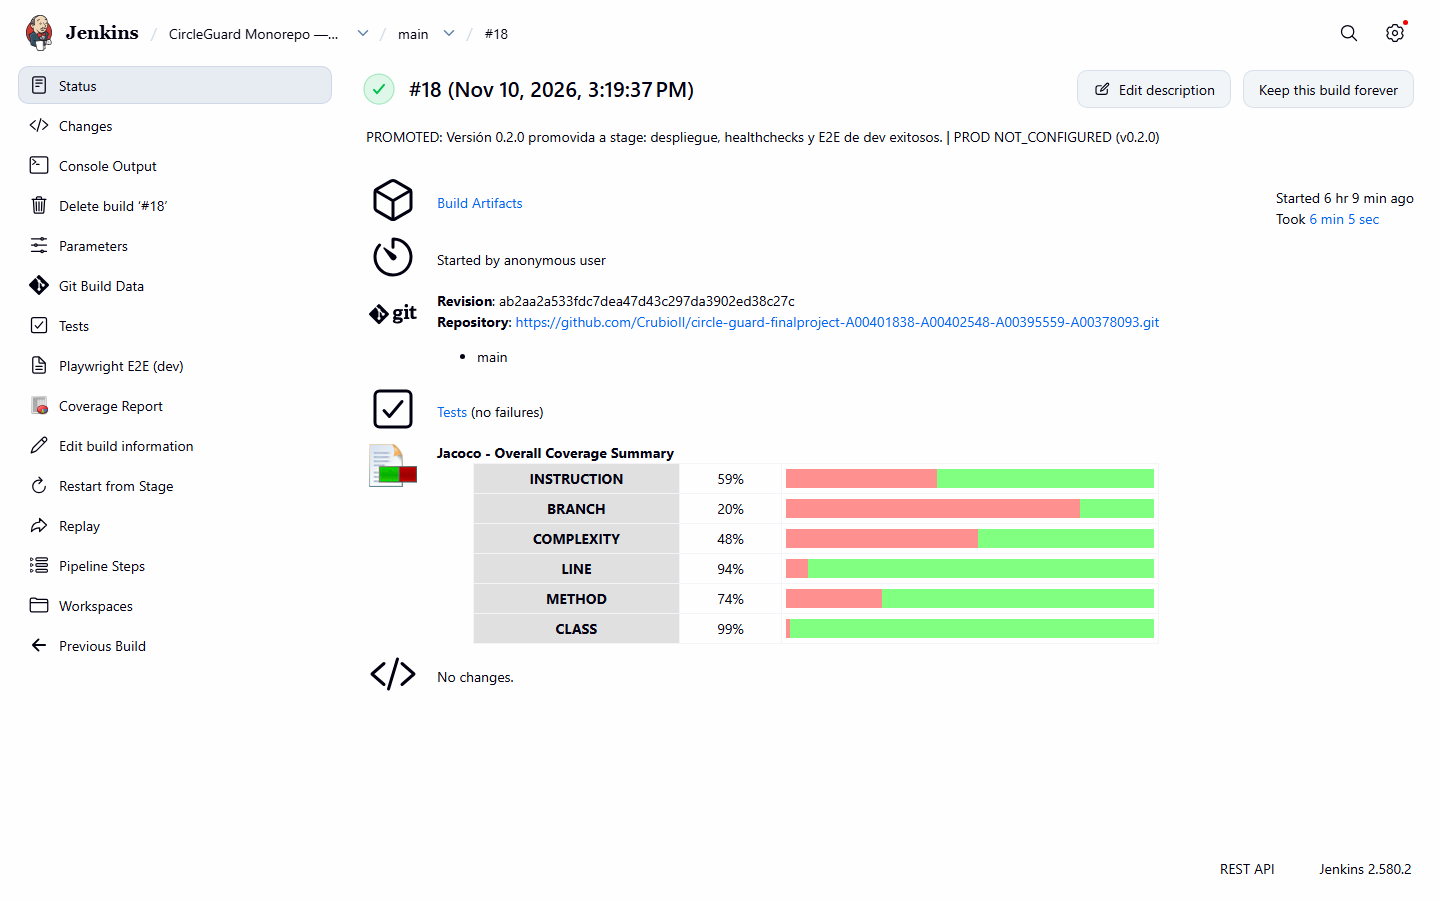 Jenkins / CircleGuard Monorepo —... / main / #18
Status
Changes
Console Output
Delete build ‘#18’
Parameters
Git Build Data
Tests
Playwright E2E (dev)
Coverage Report
Edit build information
Restart from Stage
Replay
Pipeline Steps
Workspaces
Previous Build
#18 (Nov 10, 2026, 3:19:37 PM)
Edit description
Keep this build forever
PROMOTED: Versión 0.2.0 promovida a stage: despliegue, healthchecks y E2E de dev exitosos. | PROD NOT_CONFIGURED (v0.2.0)
Build Artifacts
Started 6 hr 9 min ago
Took 6 min 5 sec
Started by anonymous user
git
Revision: ab2aa2a533fdc7dea47d43c297da3902ed38c27c
Repository: https://github.com/Crubioll/circle-guard-finalproject-A00401838-A00402548-A00395559-A00378093.git
• main
Tests (no failures)
Jacoco - Overall Coverage Summary
INSTRUCTION 59%
BRANCH 20%
COMPLEXITY 48%
LINE 94%
METHOD 74%
CLASS 99%
No changes.
REST API
Jenkins 2.580.2